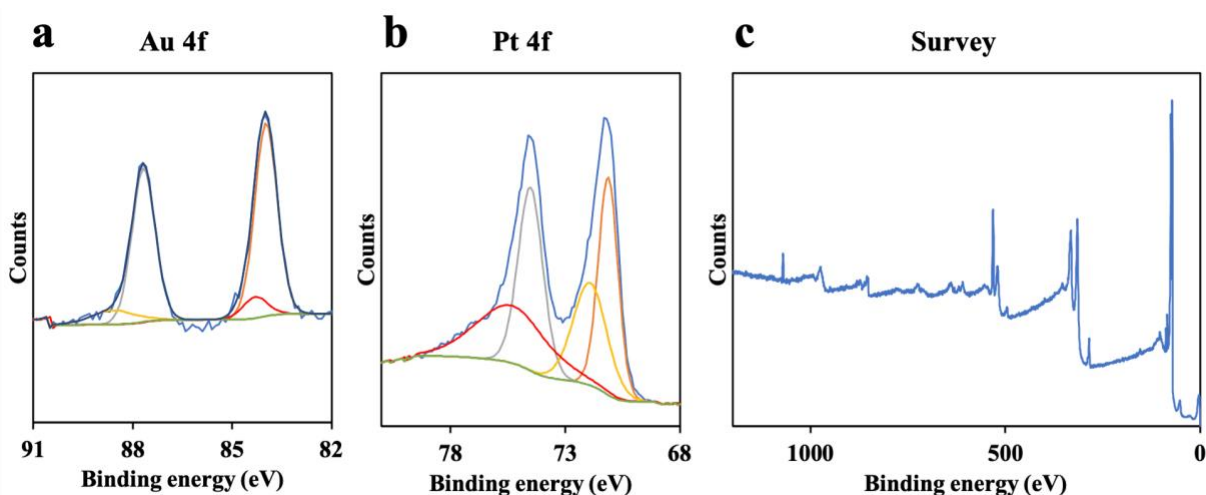 a Au 4f
Counts
91 88 85 82
Binding energy (eV)
b Pt 4f
Counts
78 73 68
Binding energy (eV)
c Survey
Counts
1000 500 0
Binding energy (eV)